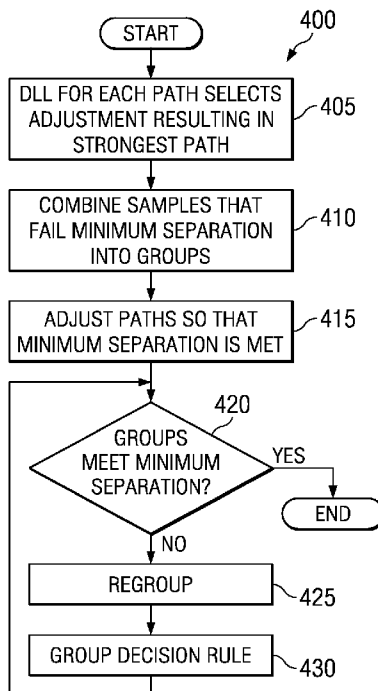 START
400
DLL FOR EACH PATH SELECTS
ADJUSTMENT RESULTING IN
STRONGEST PATH
405
COMBINE SAMPLES THAT
FAIL MINIMUM SEPARATION
INTO GROUPS
410
ADJUST PATHS SO THAT
MINIMUM SEPARATION IS MET
415
420
GROUPS
MEET MINIMUM
SEPARATION?
YES
END
NO
REGROUP
425
GROUP DECISION RULE
430